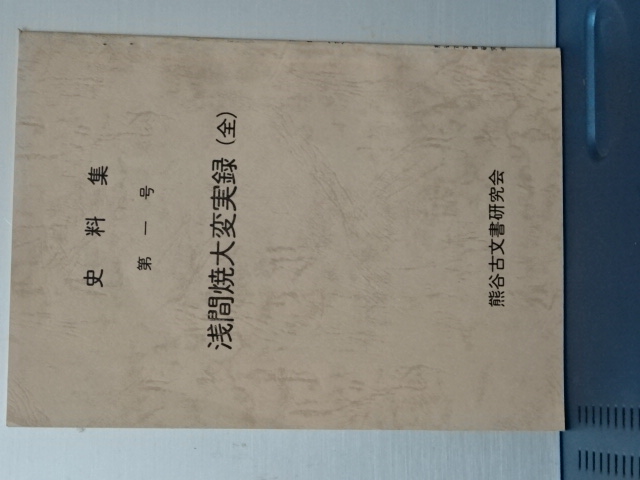 史料集
第一号
浅間焼大変実録（全）
熊谷古文書研究会